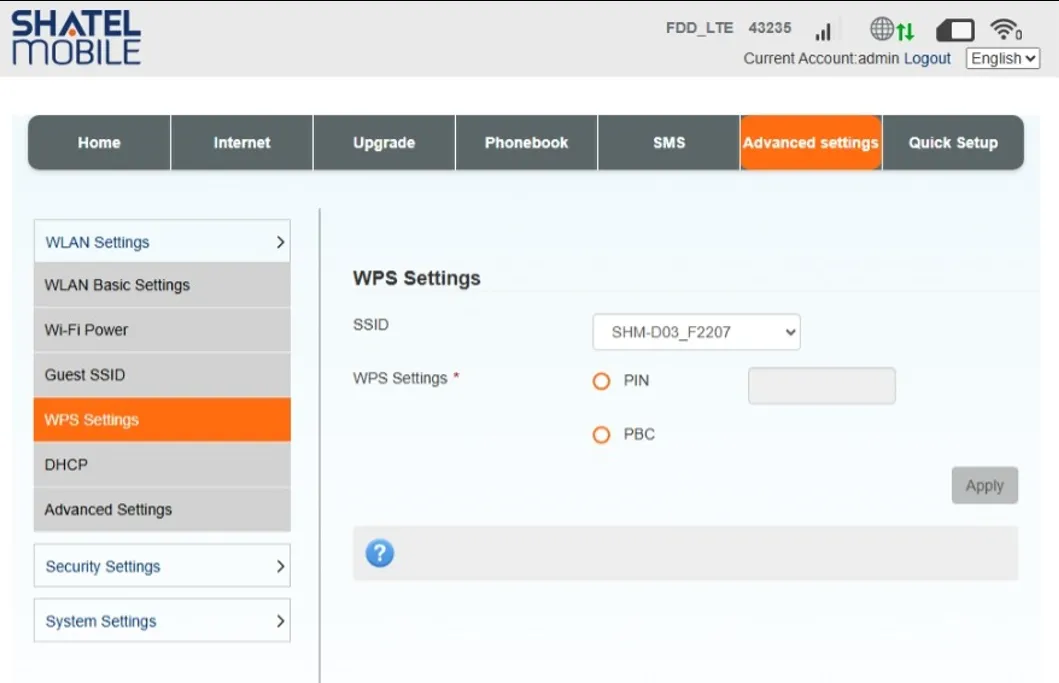 SHATEL
MOBILE
FDD_LTE 43235
0
Current Account:admin Logout English
Home Internet Upgrade Phonebook SMS Advanced settings Quick Setup
WLAN Settings
WLAN Basic Settings
Wi-Fi Power
Guest SSID
WPS Settings
DHCP
Advanced Settings
Security Settings
System Settings
WPS Settings
SSID SHM-D03_F2207
WPS Settings * PIN
PBC
Apply
?